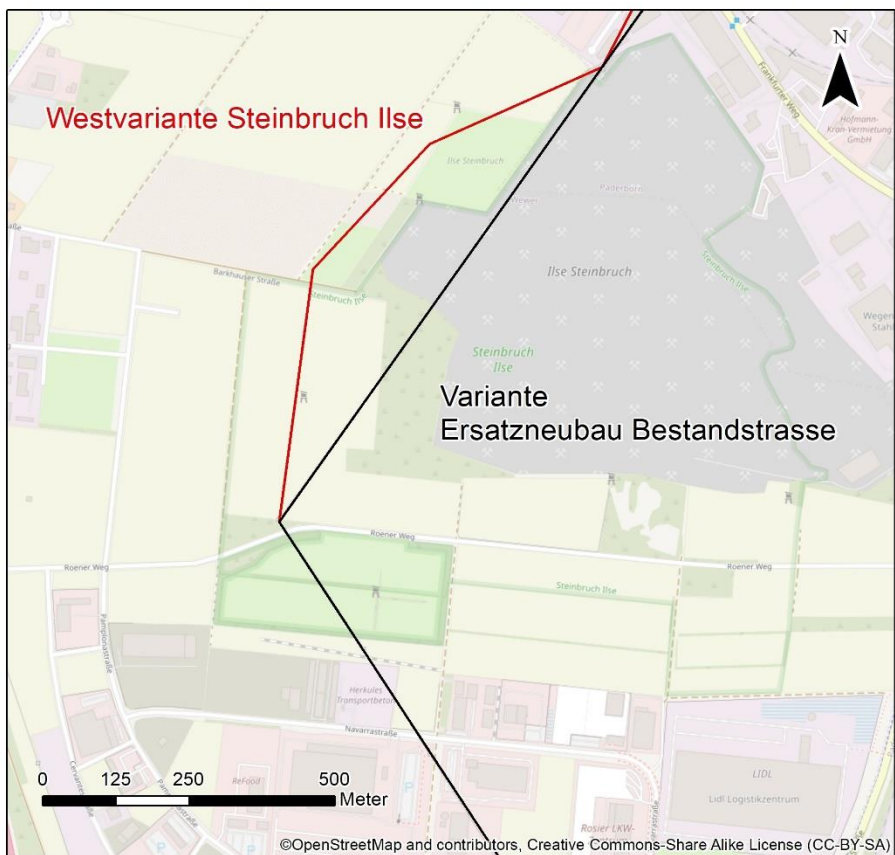 N
Frankfurter Weg
Hofmann-
Kran-Vermietung
GmbH
Westvariante Steinbruch Ilse
Ilse Steinbruch
Paderborn
Wewer
Barkhauser Straße
Steinbruch Ilse
Ilse Steinbruch
Steinbruch Ilse
Wegener
Stahl
Steinbruch
Ilse
Variante
Ersatzneubau Bestandstrasse
Roener Weg
Roener Weg
Roener Weg
Steinbruch Ilse
Pamplonastraße
Herkules
Transportbeton
Navarrastraße
Cervantesstraße
ReFood
LIDL
Lidl Logistikzentrum
Rosier LKW-
0 125 250 500
Meter
©OpenStreetMap and contributors, Creative Commons-Share Alike License (CC-BY-SA)